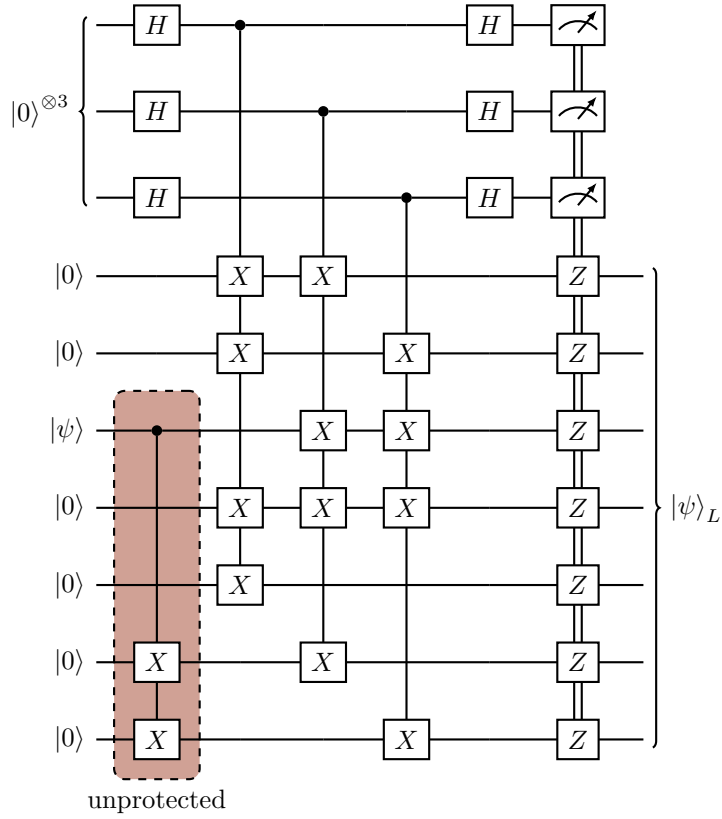 H H
|0⟩^{⊗3} H H
H H
|0⟩ X X Z
|0⟩ X X Z
|ψ⟩ X X Z
|0⟩ X X X Z |ψ⟩_L
|0⟩ X Z
|0⟩ X X Z
|0⟩ X X Z
unprotected